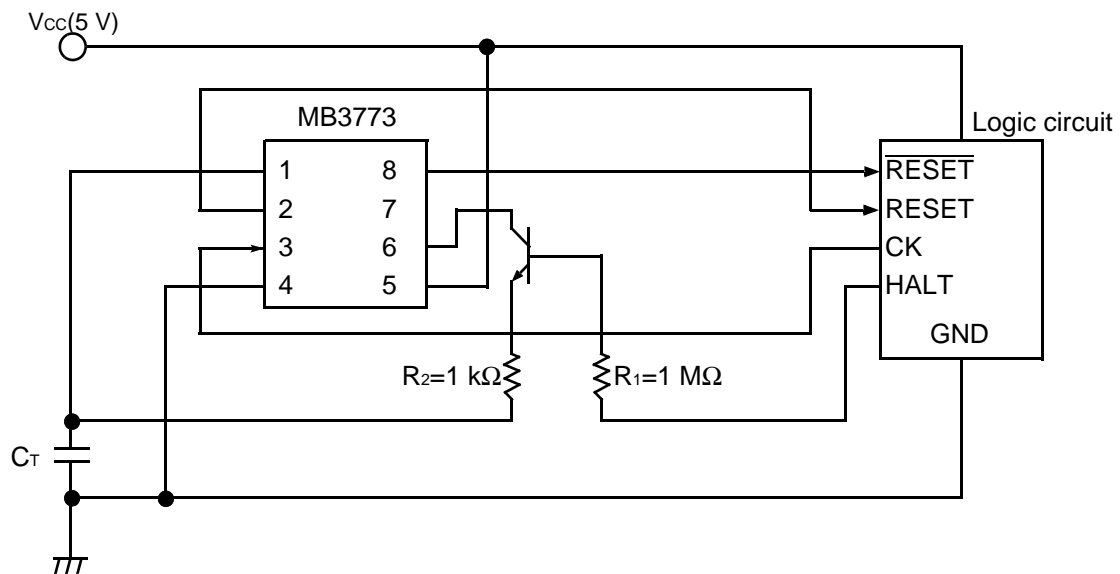 VCC(5 V)
MB3773
Logic circuit
1 8
2 7
3 6
4 5
RESET
RESET
CK
HALT
GND
R2=1 kΩ
R1=1 MΩ
CT